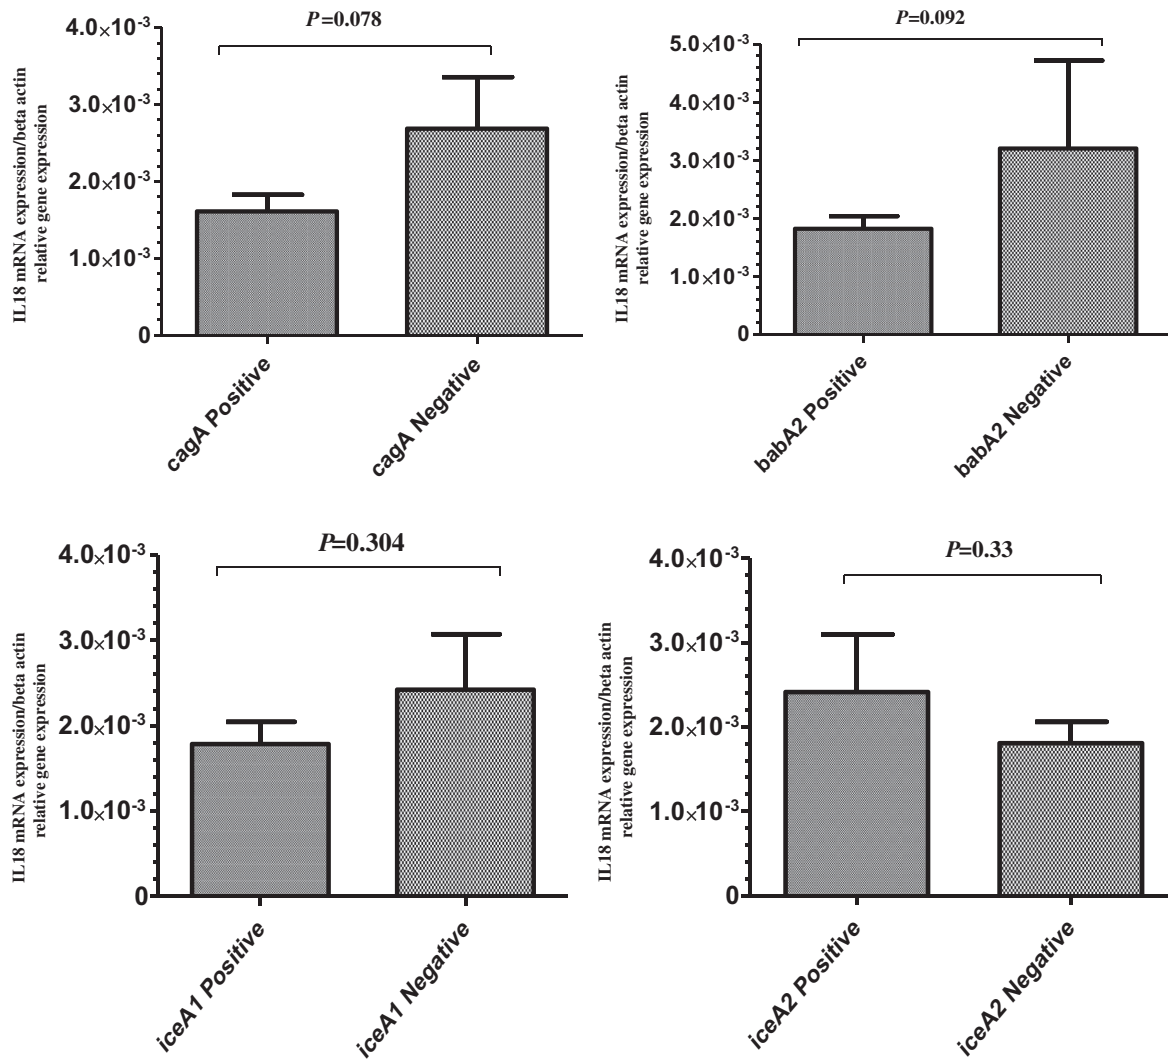 P=0.078
4.0×10-3
3.0×10-3
2.0×10-3
1.0×10-3
0
IL18 mRNA expression/beta actin
relative gene expression
cagA Positive
cagA Negative
P=0.092
5.0×10-3
4.0×10-3
3.0×10-3
2.0×10-3
1.0×10-3
0
IL18 mRNA expression/beta actin
relative gene expression
babA2 Positive
babA2 Negative
P=0.304
4.0×10-3
3.0×10-3
2.0×10-3
1.0×10-3
0
IL18 mRNA expression/beta actin
relative gene expression
iceA1 Positive
iceA1 Negative
P=0.33
4.0×10-3
3.0×10-3
2.0×10-3
1.0×10-3
0
IL18 mRNA expression/beta actin
relative gene expression
iceA2 Positive
iceA2 Negative